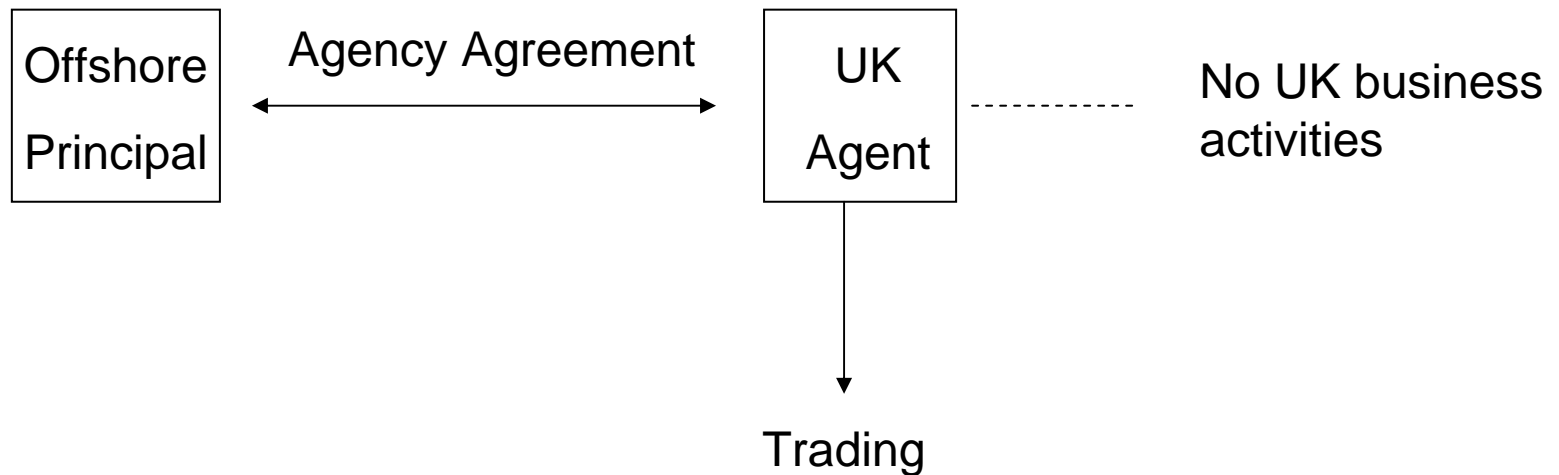 Offshore
Principal
Agency Agreement
UK
Agent
No UK business
activities
Trading